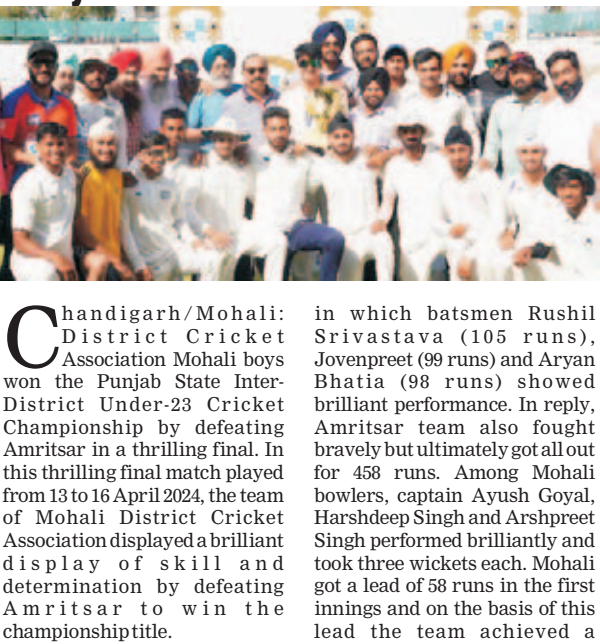 Chandigarh/Mohali:
District Cricket
Association Mohali boys
won the Punjab State Inter-
District Under-23 Cricket
Championship by defeating
Amritsar in a thrilling final. In
this thrilling final match played
from 13 to 16 April 2024, the team
of Mohali District Cricket
Association displayed a brilliant
display of skill and
determination by defeating
Amritsar to win the
championship title.
in which batsmen Rushil
Srivastava (105 runs),
Jovenpreet (99 runs) and Aryan
Bhatia (98 runs) showed
brilliant performance. In reply,
Amritsar team also fought
bravely but ultimately got all out
for 458 runs. Among Mohali
bowlers, captain Ayush Goyal,
Harshdeep Singh and Arshpreet
Singh performed brilliantly and
took three wickets each. Mohali
got a lead of 58 runs in the first
innings and on the basis of this
lead the team achieved a